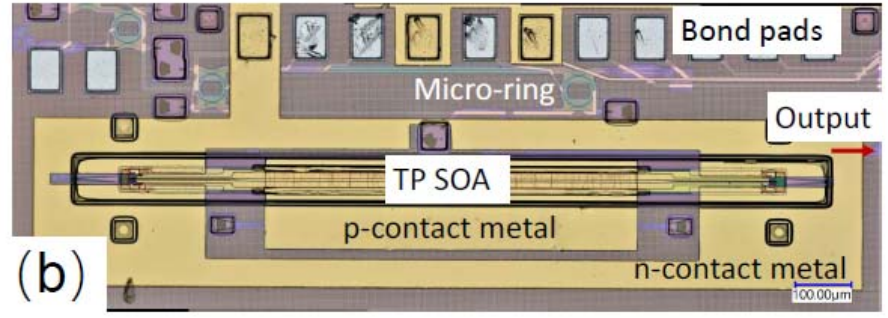 Bond pads
Micro-ring
Output
TP SOA
p-contact metal
n-contact metal
(b)
100.00μm